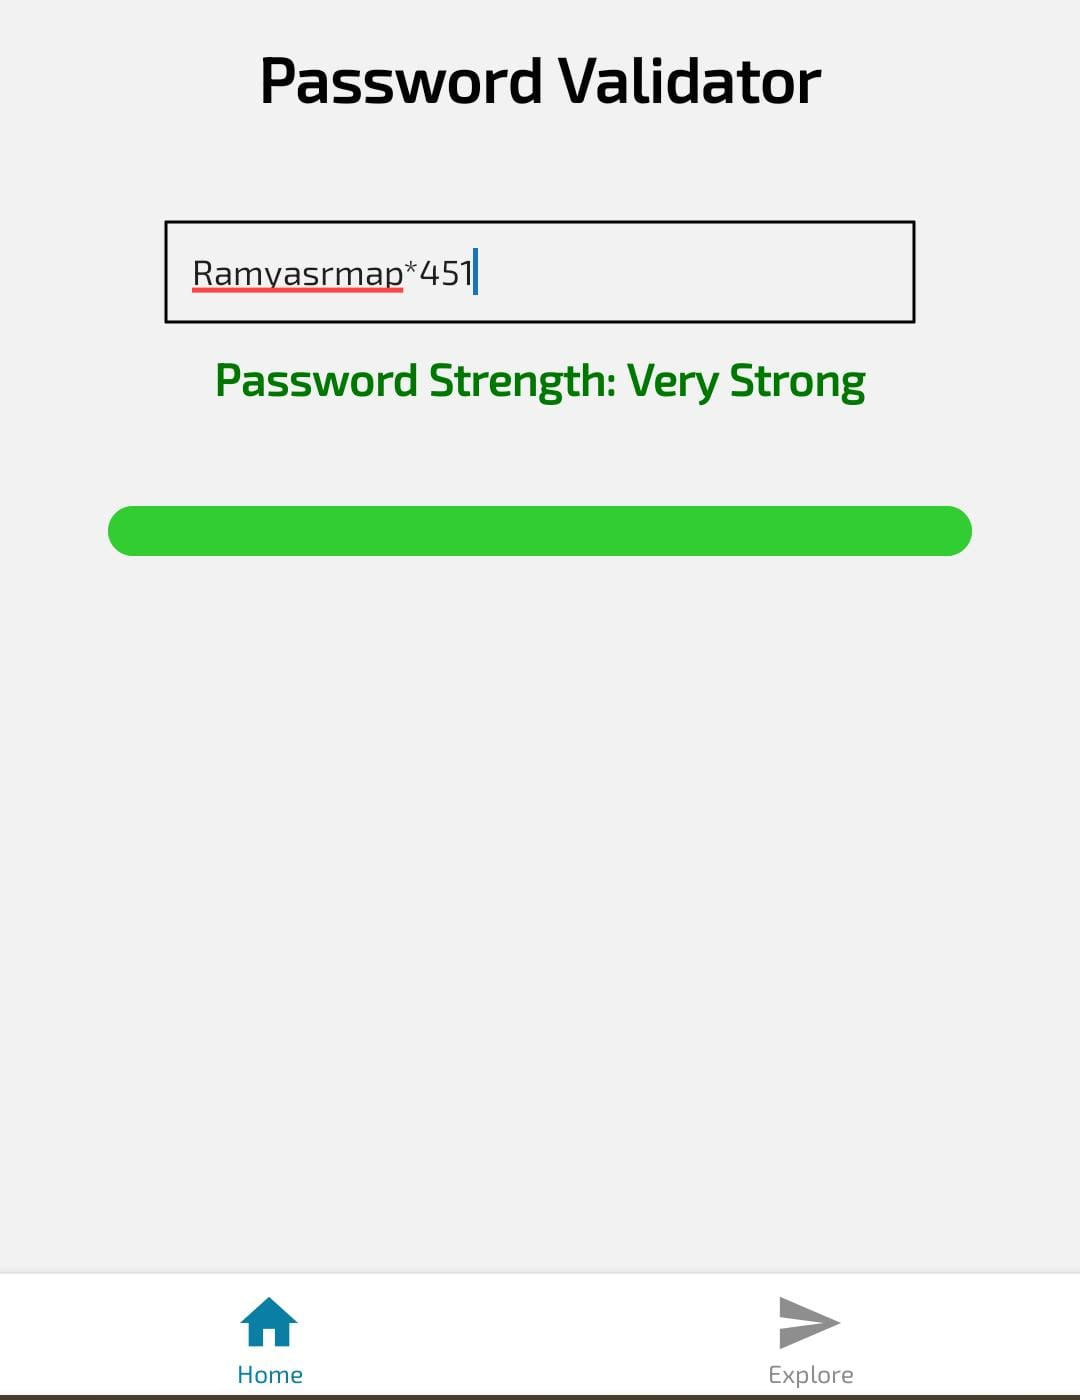 Password Validator
Ramyasrmap*451
Password Strength: Very Strong
Home
Explore